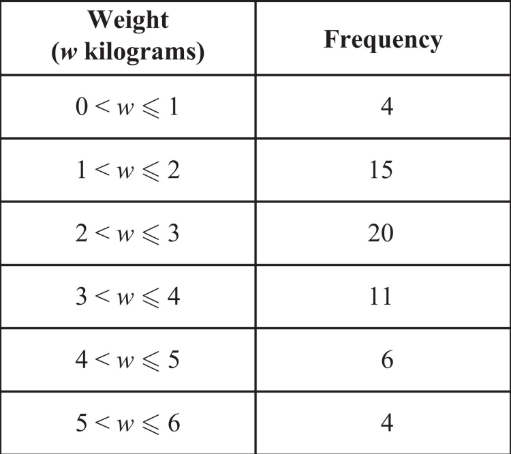 Weight
(w kilograms)
Frequency
0 < w ⩽ 1
4
1 < w ⩽ 2
15
2 < w ⩽ 3
20
3 < w ⩽ 4
11
4 < w ⩽ 5
6
5 < w ⩽ 6
4